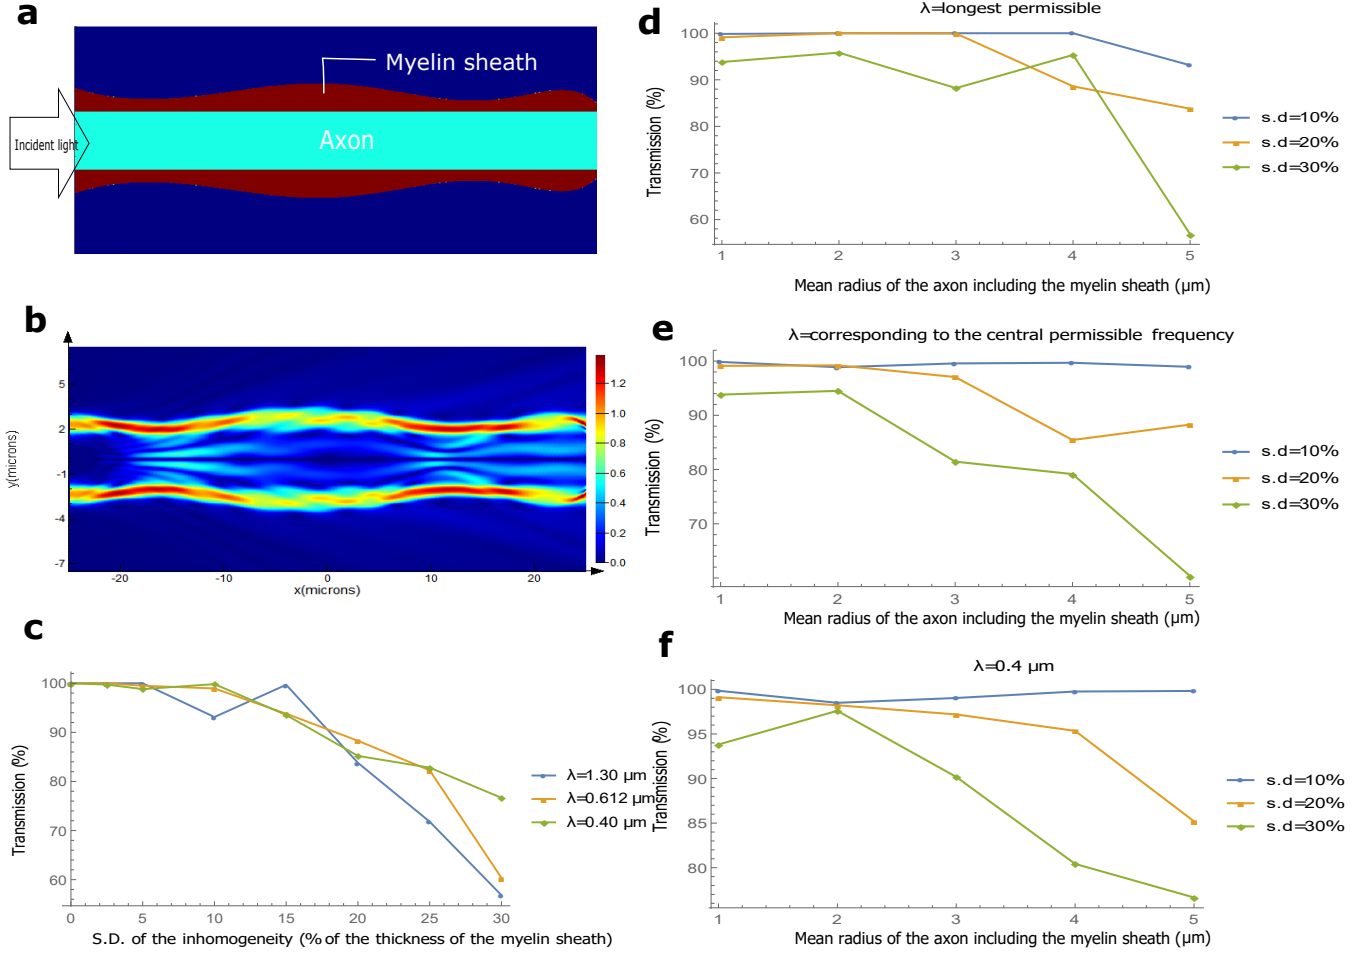 a
Myelin sheath
Incident light
Axon
b
y(microns)
5
2
-1
-4
-7
-20
-10
0
10
20
x(microns)
1.2
1.0
0.8
0.6
0.4
0.2
0.0
c
Transmission (%)
100
90
80
70
60
0
5
10
15
20
25
30
S.D. of the inhomogeneity (% of the thickness of the myelin sheath)
λ=1.30 µm
λ=0.612 µm
λ=0.40 µm
d
λ=longest permissible
Transmission (%)
100
90
80
70
60
1
2
3
4
5
Mean radius of the axon including the myelin sheath (µm)
s.d=10%
s.d=20%
s.d=30%
e
λ=corresponding to the central permissible frequency
Transmission (%)
100
90
80
70
1
2
3
4
5
Mean radius of the axon including the myelin sheath (µm)
s.d=10%
s.d=20%
s.d=30%
f
λ=0.4 µm
Transmission (%)
100
95
90
85
80
1
2
3
4
5
Mean radius of the axon including the myelin sheath (µm)
s.d=10%
s.d=20%
s.d=30%